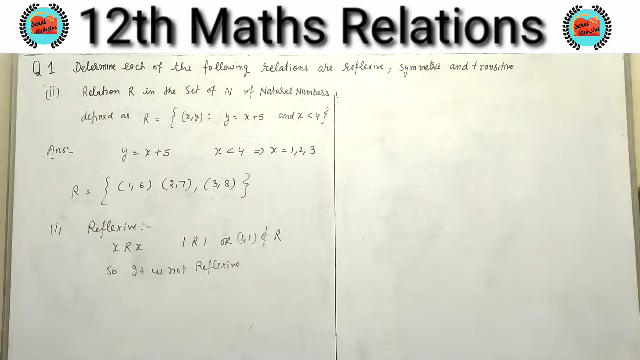 12th Maths Relations
Q 1. Determine each of the following relations are reflexive, symmetric and transitive
(ii) Relation R in the Set of N of Natural Numbers
defined as R = {(x,y): y = x+5 and x < 4}
Ans:- y = x+5 x < 4 => x = 1,2,3
R = { (1,6) (2,7), (3,8) }
(i) Reflexive:-
x R x 1 R 1 or (1,1) ∉ R
So It is not Reflexive